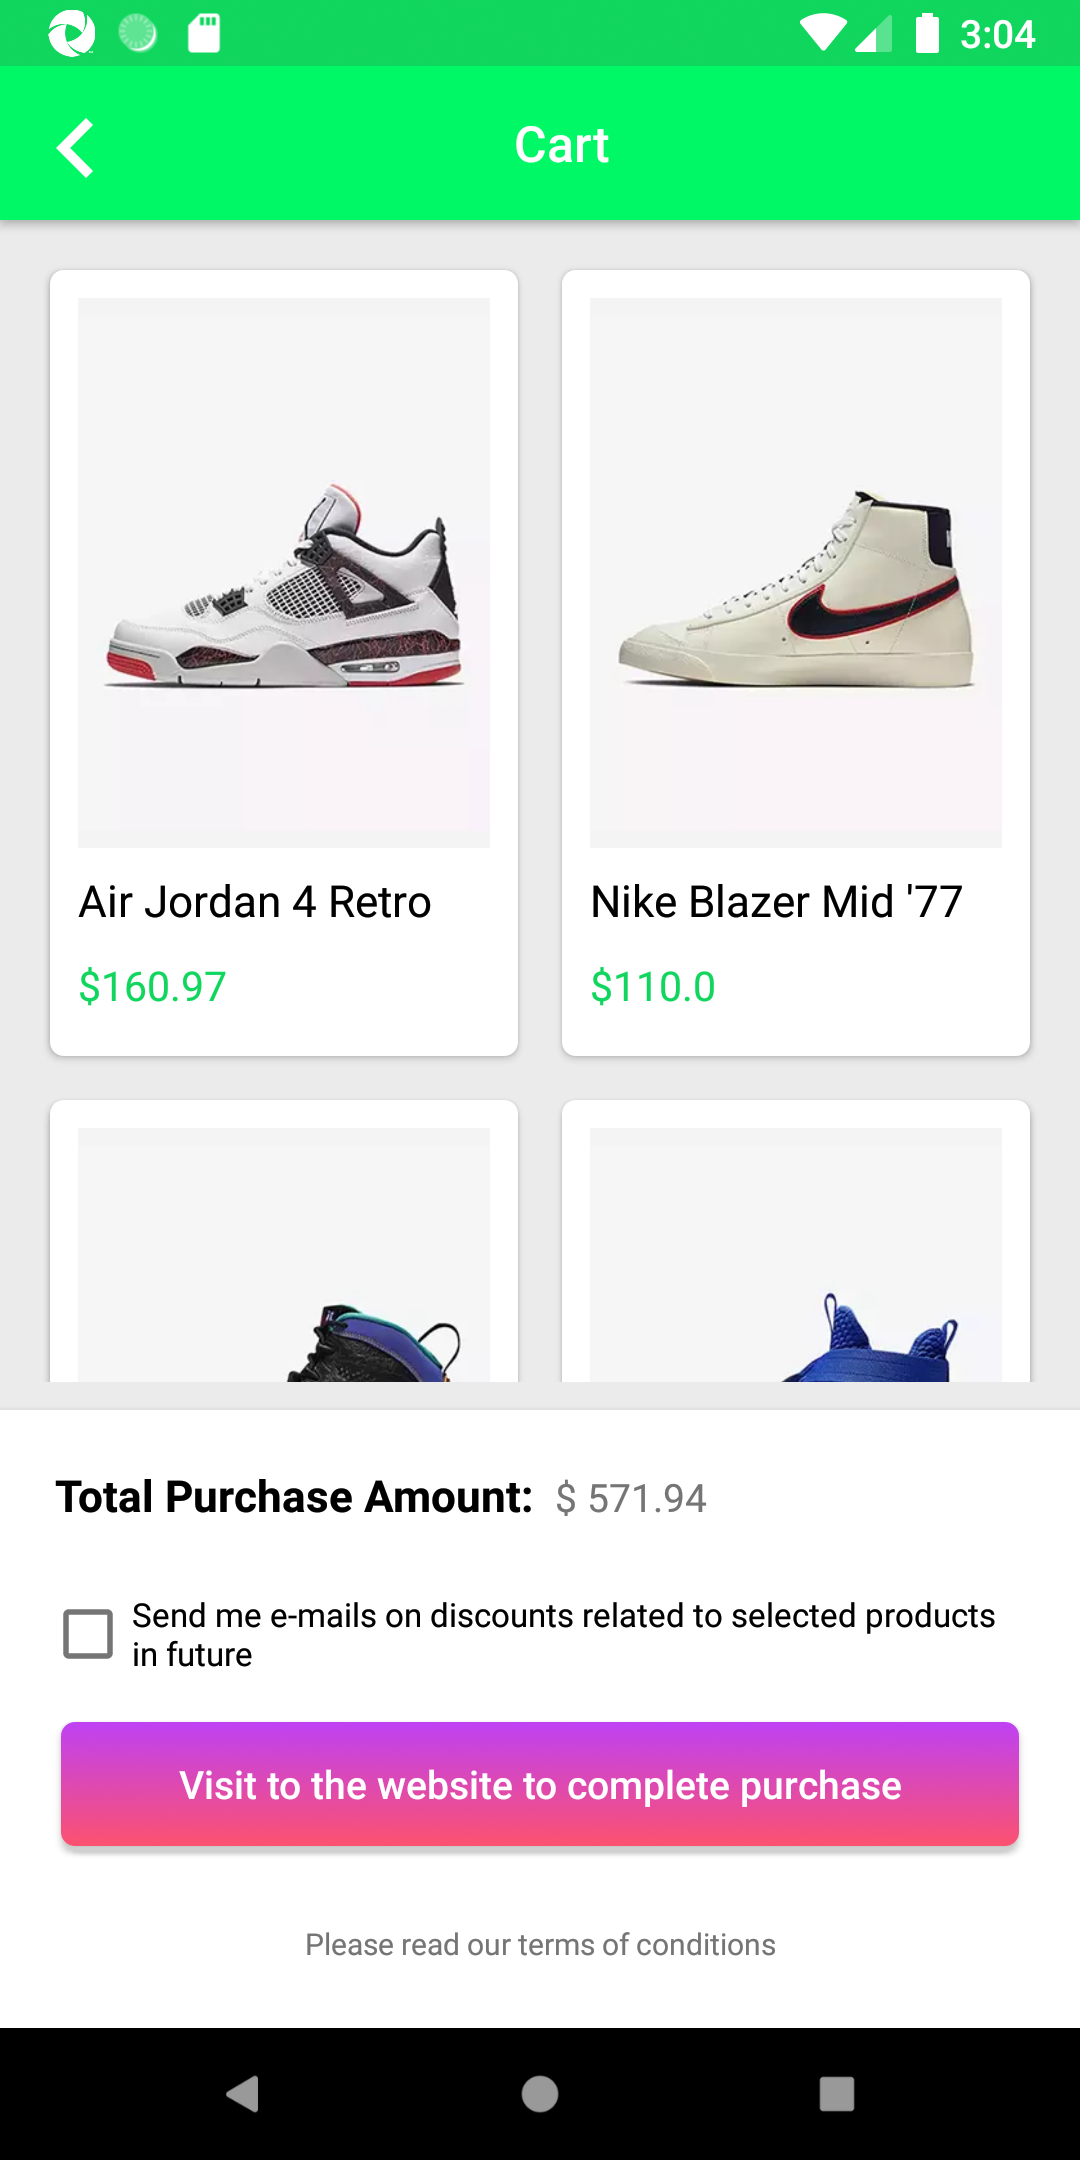 3:04
Cart
Air Jordan 4 Retro
$160.97
Nike Blazer Mid '77
$110.0
Total Purchase Amount: $ 571.94
Send me e-mails on discounts related to selected products
in future
Visit to the website to complete purchase
Please read our terms of conditions